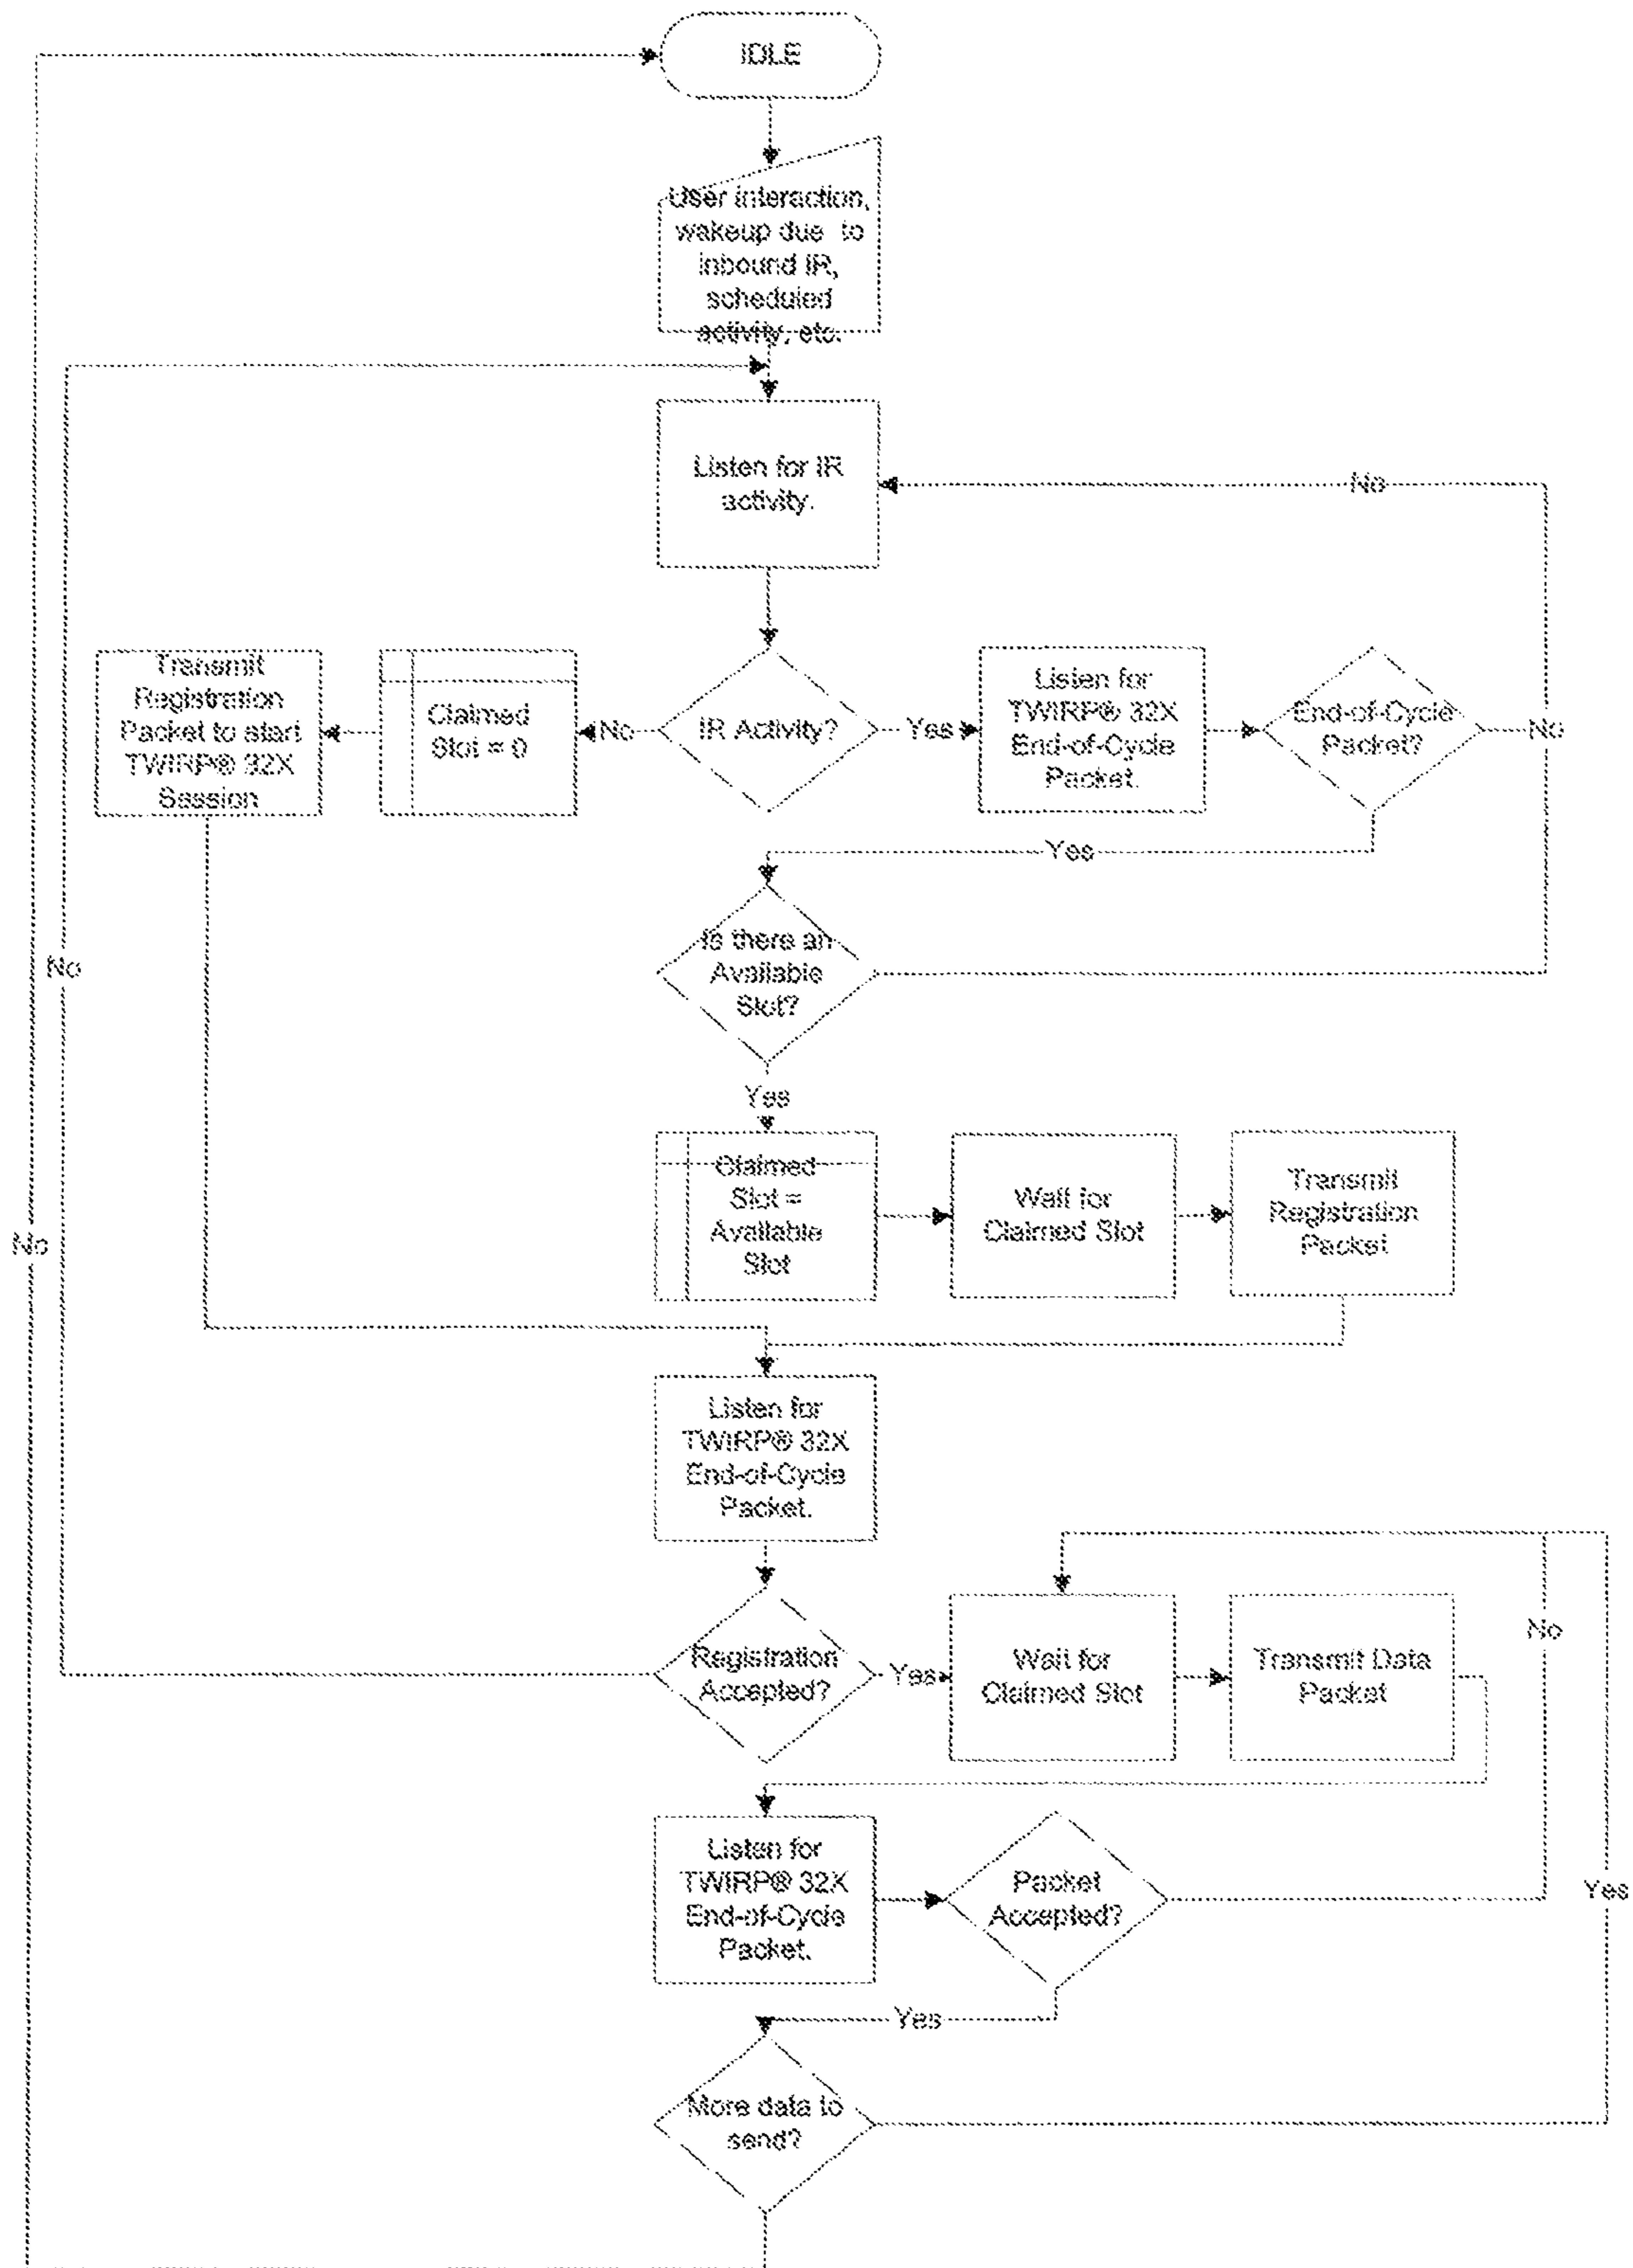 IDLE
User interaction,
wakeup due to
inbound IR,
scheduled
activity, etc.
Listen for IR
activity.
No
Transmit
Registration
Packet to start
TWIRP® 32X
Session
Claimed
Slot = 0
No
IR Activity?
Yes
Listen for
TWIRP® 32X
End-of-Cycle
Packet.
End-of-Cycle
Packet?
No
Yes
Is there an
Available
Slot?
No
Yes
Claimed
Slot =
Available
Slot
Wait for
Claimed Slot
Transmit
Registration
Packet
No
Listen for
TWIRP® 32X
End-of-Cycle
Packet.
Registration
Accepted?
Yes
Wait for
Claimed Slot
Transmit Data
Packet
No
Listen for
TWIRP® 32X
End-of-Cycle
Packet.
Packet
Accepted?
Yes
Yes
More data to
send?